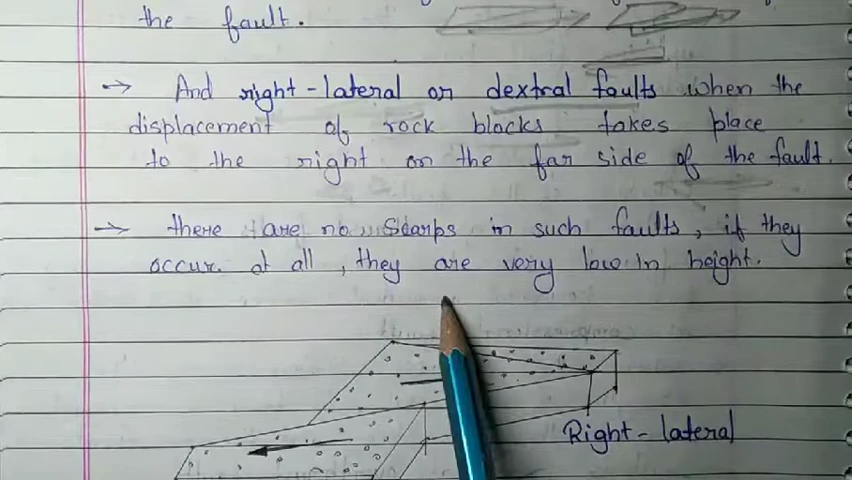 the fault.
→ And right-lateral or dextral faults when the
displacement of rock blocks takes place
to the right on the far side of the fault.
→ there are no scarps in such faults, if they
occur at all, they are very low in height.
Right-lateral